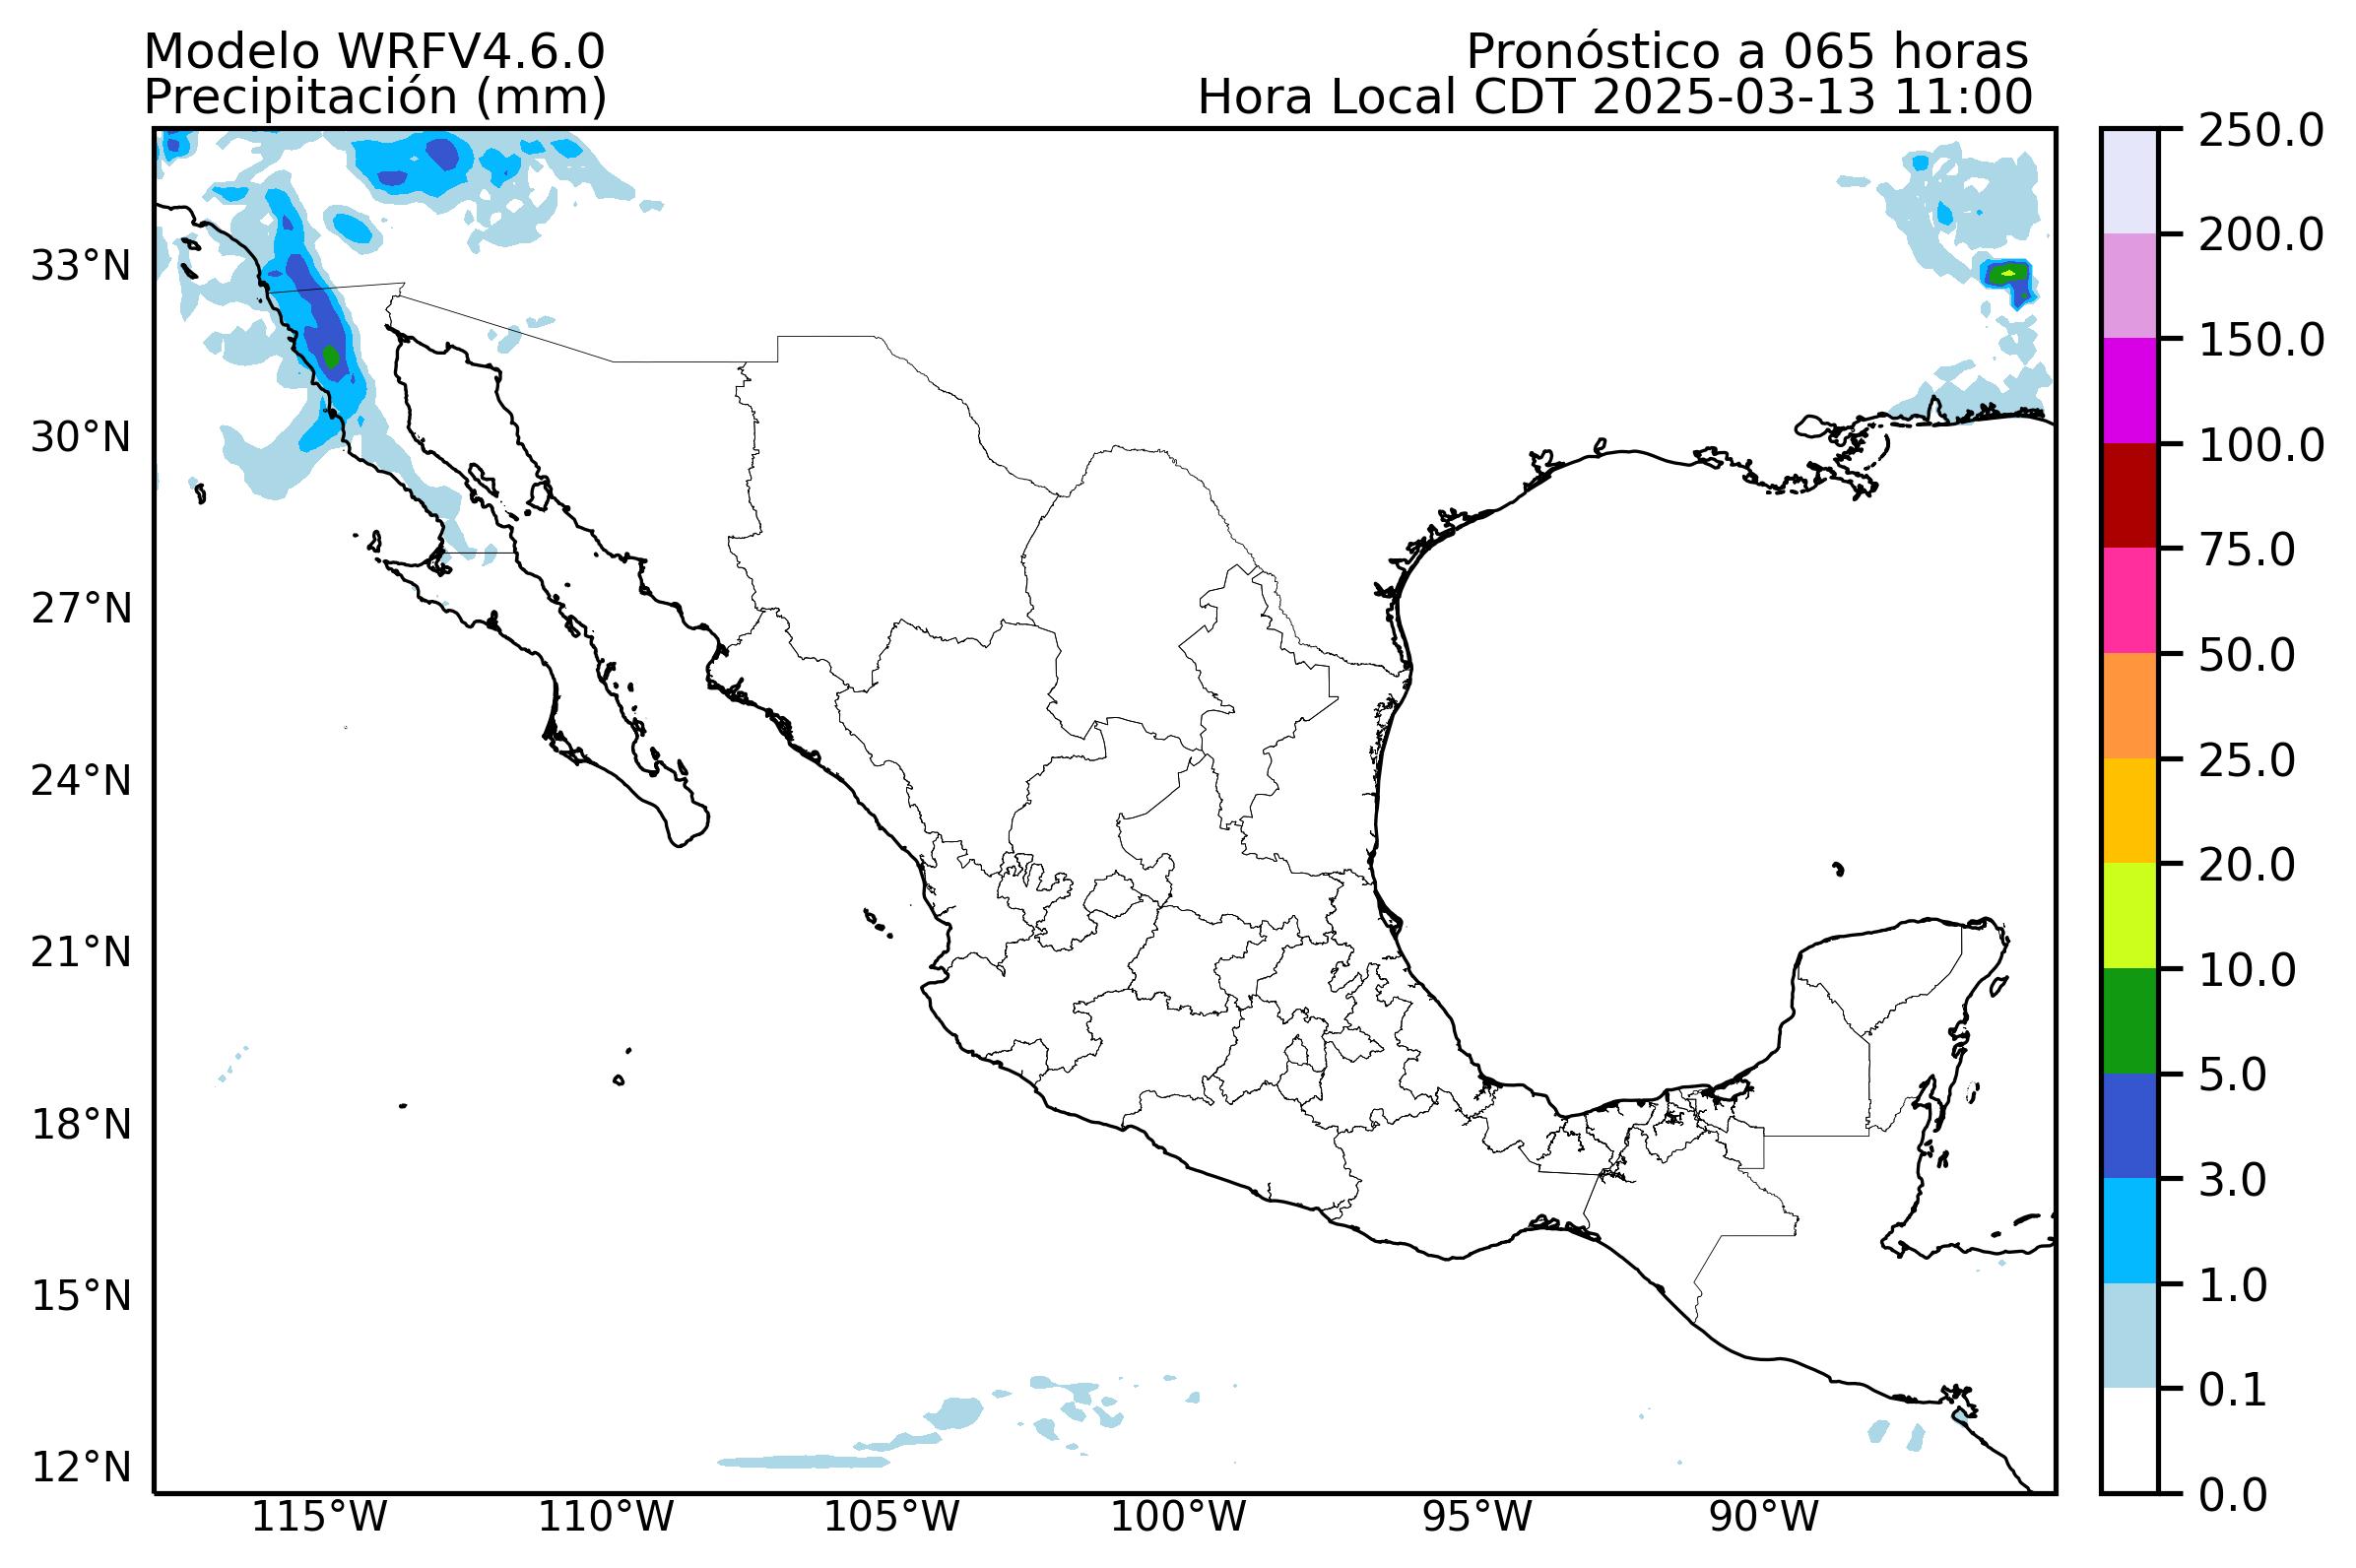 Modelo WRFV4.6.0
Precipitación (mm)
Pronóstico a 065 horas
Hora Local CDT 2025-03-13 11:00
33°N
30°N
27°N
24°N
21°N
18°N
15°N
12°N
115°W
110°W
105°W
100°W
95°W
90°W
250.0
200.0
150.0
100.0
75.0
50.0
25.0
20.0
10.0
5.0
3.0
1.0
0.1
0.0